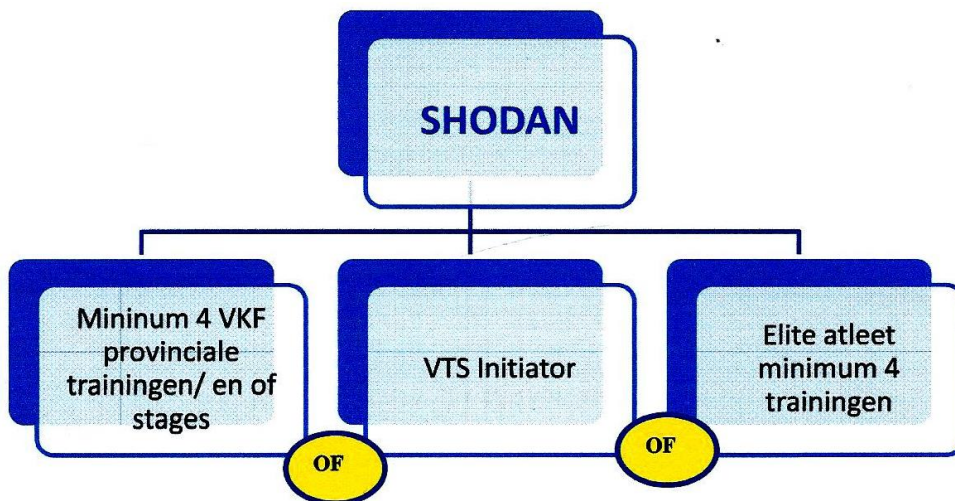 SHODAN
Mininum 4 VKF
provinciale
trainingen/ en of
stages
OF
VTS Initiator
OF
Elite atleet
minimum 4
trainingen